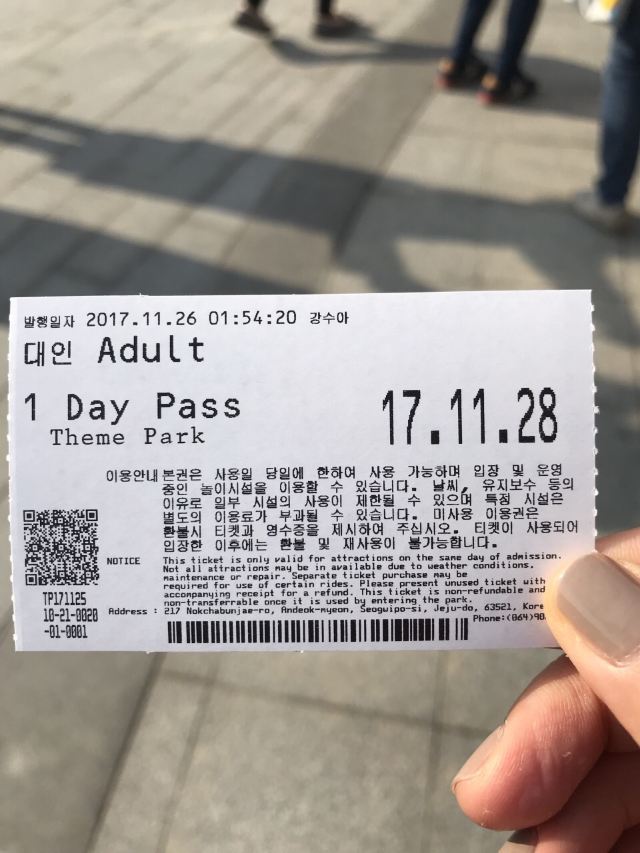 발행일자 2017.11.26 01:54:20 강수아
대인 Adult
1 Day Pass
Theme Park
17.11.28
이용안내 본권은 사용일 당일에 한하여 사용 가능하며 입장 및 운영
중인 놀이시설을 이용할 수 있습니다. 날씨, 유지보수 등의
이유로 일부 시설의 사용이 제한될 수 있으며 특정 시설은
별도의 이용료가 부과될 수 있습니다. 미사용 이용권은
환불시 티켓과 영수증을 제시하여 주십시오. 티켓이 사용되어
입장한 이후에는 환불 및 재사용이 불가능합니다.
NOTICE This ticket is only valid for attractions on the same day of admission.
Not all attractions may be in available due to weather conditions,
maintenance or repair. Separate ticket purchase may be
required for use of certain rides. Please present unused ticket with
accompanying receipt for a refund. This ticket is non-refundable and
non-transferrable once it is used by entering the park.
TP171125
10-21-0020
-01-0001
Address : 217 Nokchabunjae-ro, Andeok-myeon, Seogwipo-si, Jeju-do, 63521, Kore
Phone:(064)90